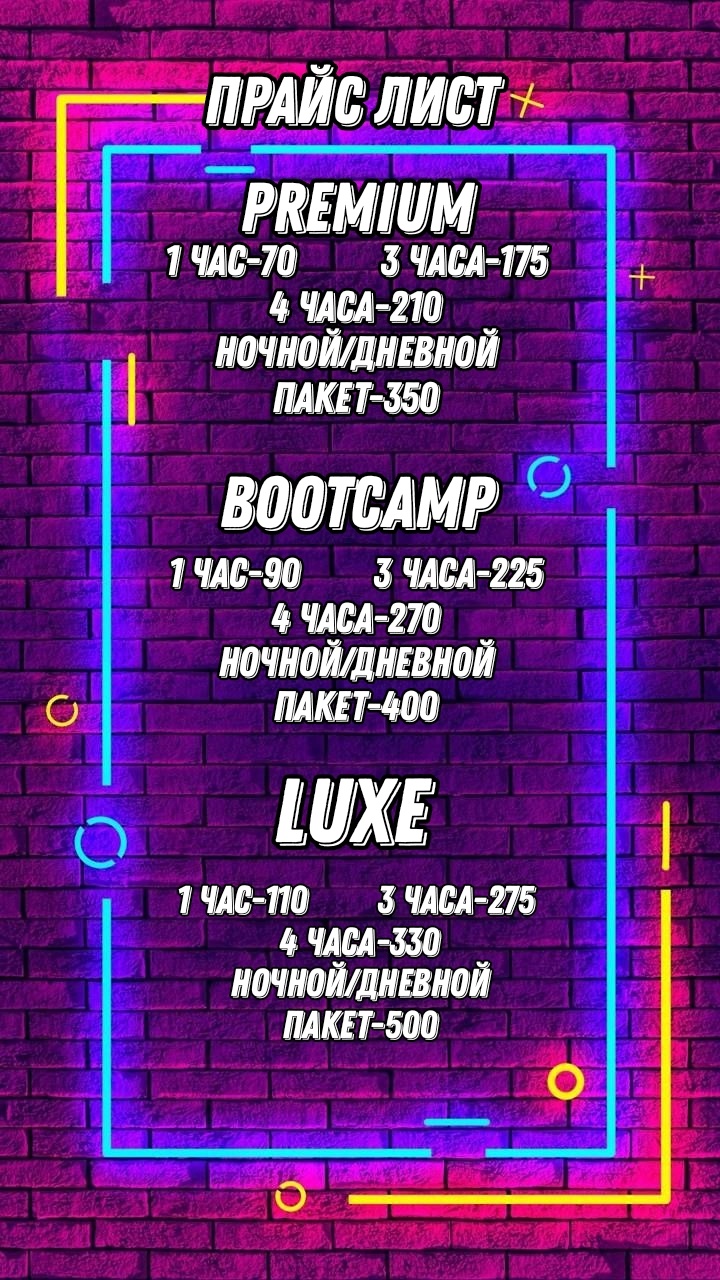 ПРАЙС ЛИСТ
PREMIUM
1 ЧАС-70 3 ЧАСА-175
4 ЧАСА-210
НОЧНОЙ/ДНЕВНОЙ
ПАКЕТ-350
BOOTCAMP
1 ЧАС-90 3 ЧАСА-225
4 ЧАСА-270
НОЧНОЙ/ДНЕВНОЙ
ПАКЕТ-400
LUXE
1 ЧАС-110 3 ЧАСА-275
4 ЧАСА-330
НОЧНОЙ/ДНЕВНОЙ
ПАКЕТ-500